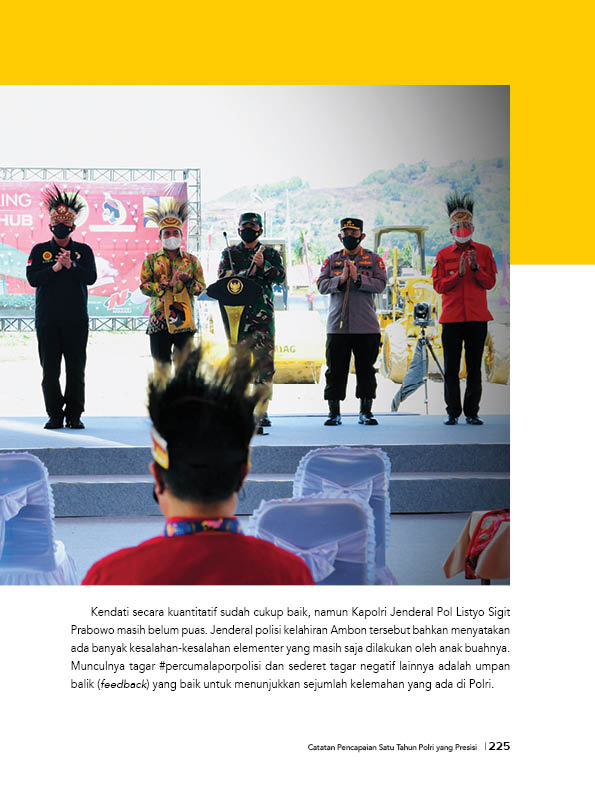 LING
HUB
IAG
Kendati secara kuantitatif sudah cukup baik, namun Kapolri Jenderal Pol Listyo Sigit
Prabowo masih belum puas. Jenderal polisi kelahiran Ambon tersebut bahkan menyatakan
ada banyak kesalahan-kesalahan elementer yang masih saja dilakukan oleh anak buahnya.
Munculnya tagar #percumalaporpolisi dan sederet tagar negatif lainnya adalah umpan
balik (feedback) yang baik untuk menunjukkan sejumlah kelemahan yang ada di Polri.
Catatan Pencapaian Satu Tahun Polri yang Presisi | 225